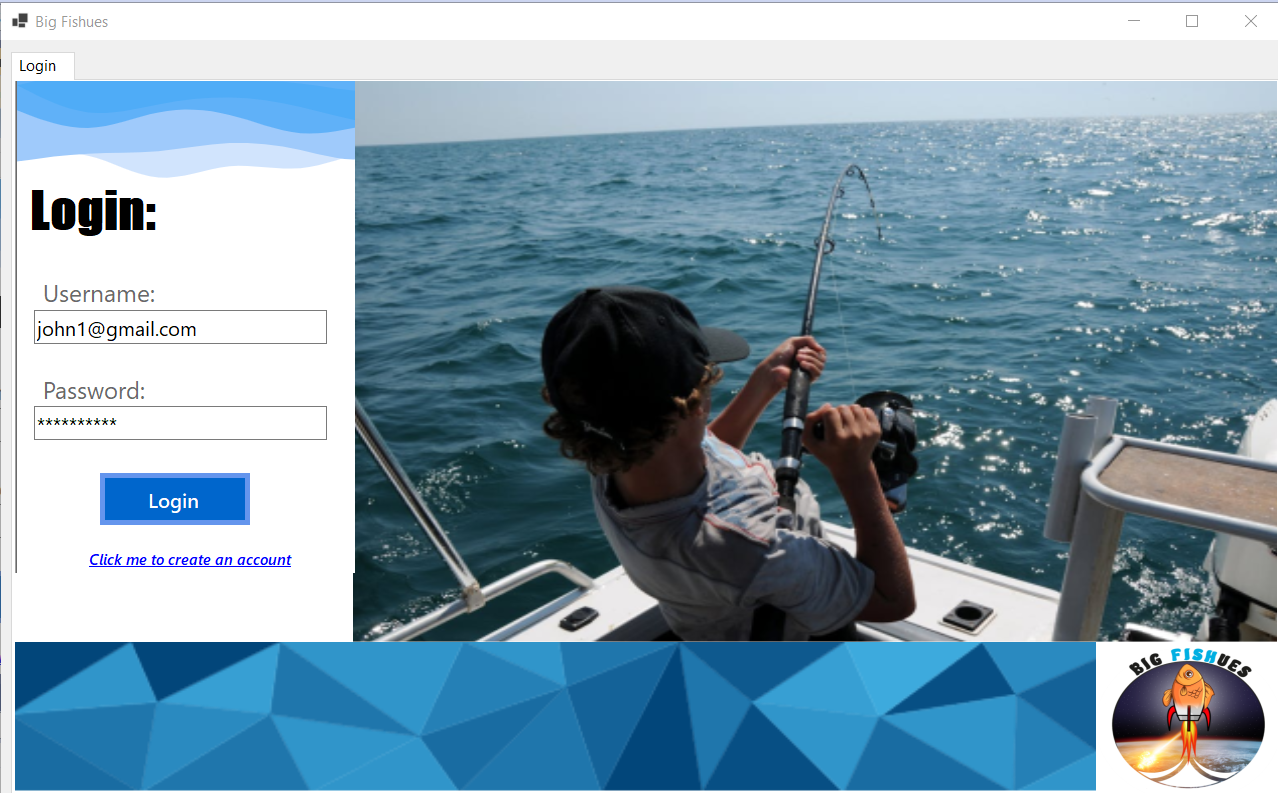 Big Fishues
Login
Login:
Username:
john1@gmail.com
Password:
**********
Login
Click me to create an account
BIG FISHUES